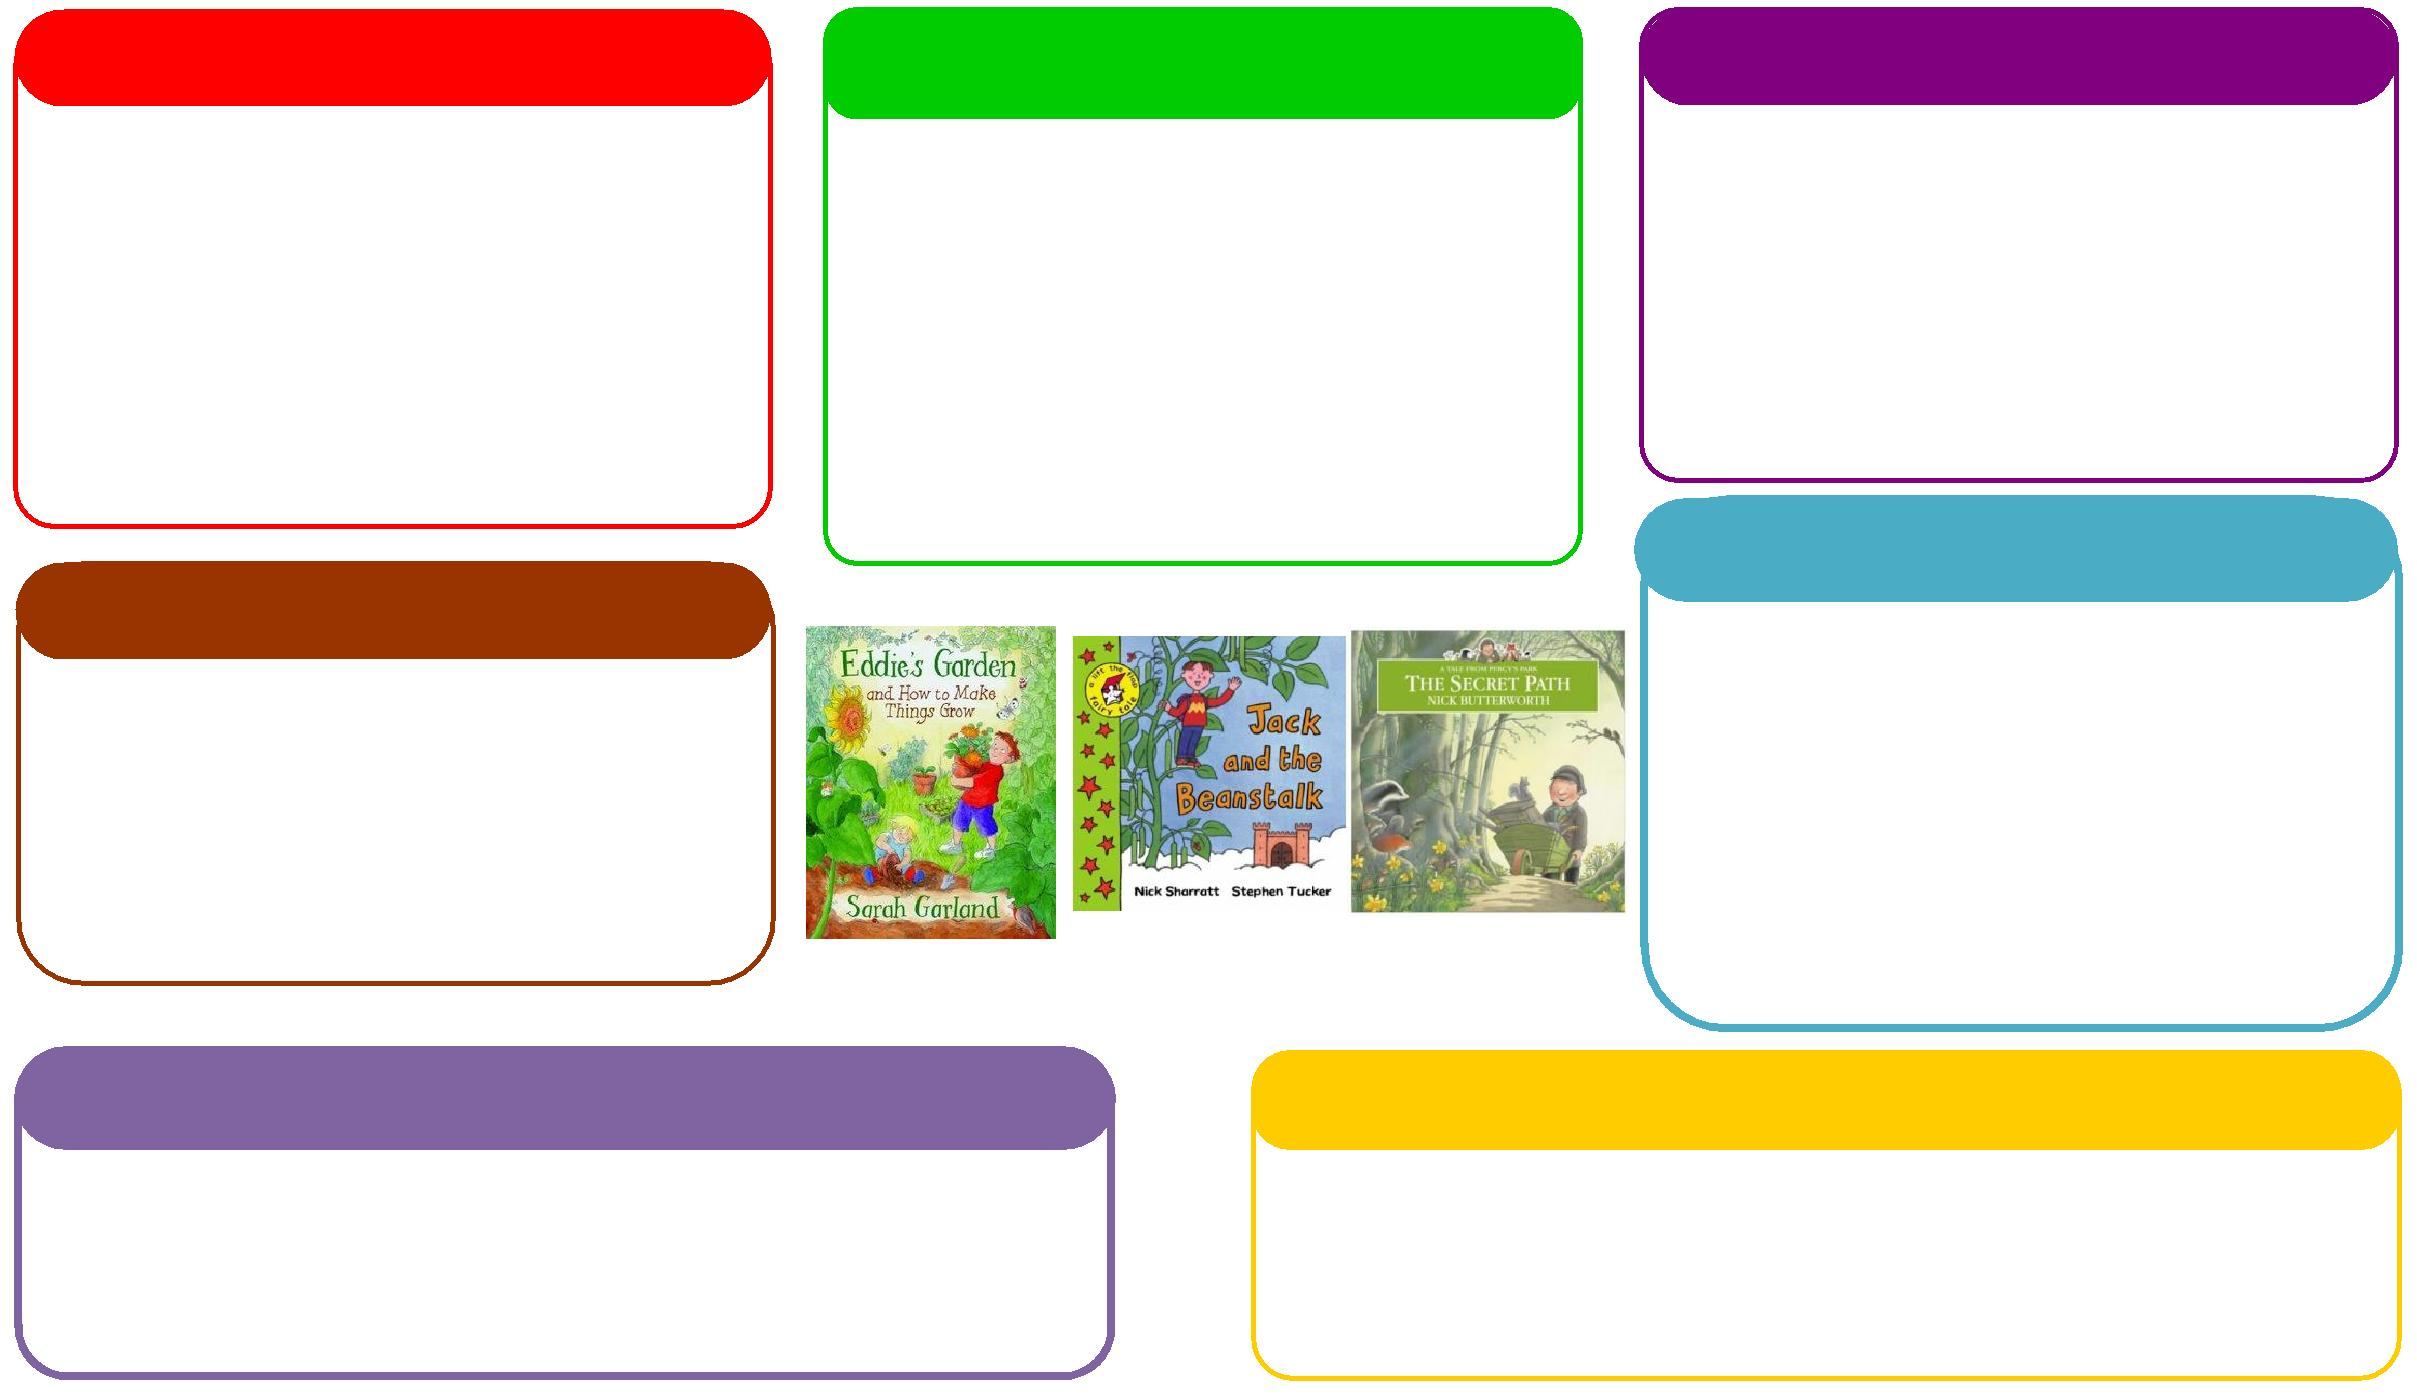 Eddie's Garden
and How to Make
Things Grow
Sarah Garland
a lift the flap
fairy tale
Jack
and the
Beanstalk
Nick Sharratt Stephen Tucker
A TALE FROM PERCY'S PARK
THE SECRET PATH
NICK BUTTERWORTH